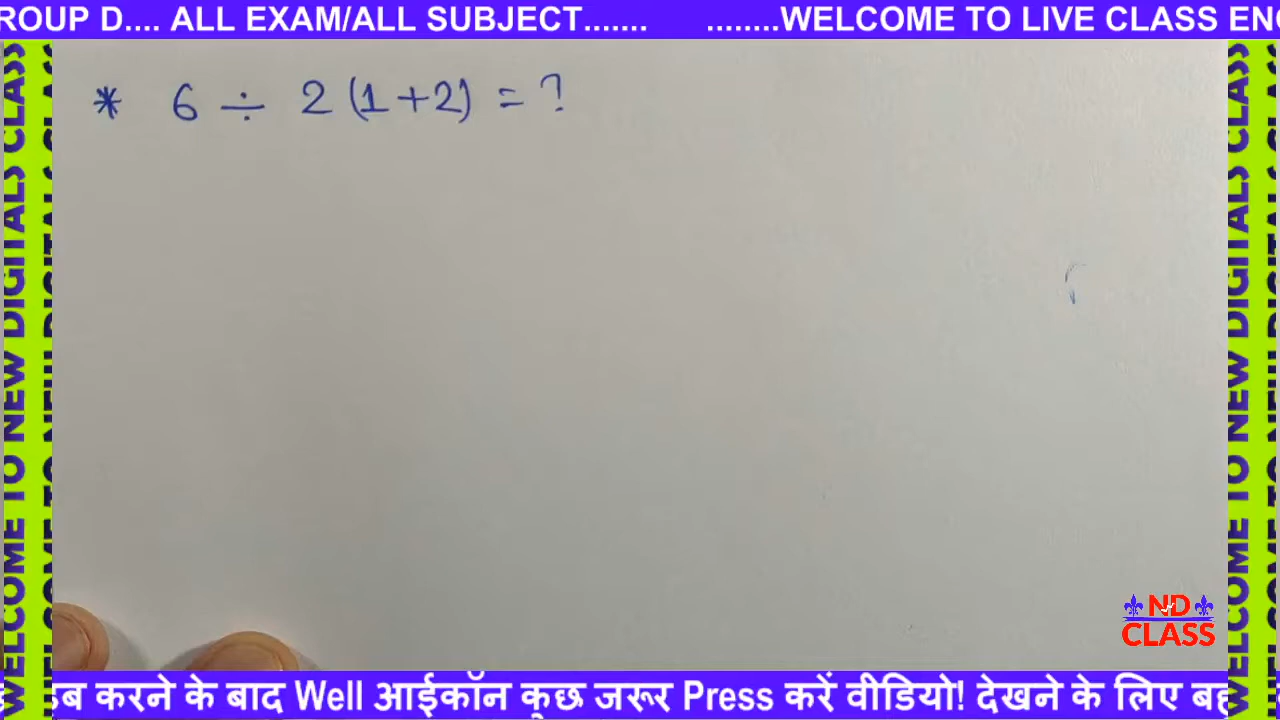 ROUP D.... ALL EXAM/ALL SUBJECT....... ........WELCOME TO LIVE CLASS ENG
* 6 ÷ 2 (1+2) = ?
WELCOME TO NEW DIGITALS CLASS
WELCOME TO NEW DIGITALS CLASS
ND
CLASS
करने के बाद Well आईकॉन कुछ जरूर Press करें वीडियो! देखने के लिए